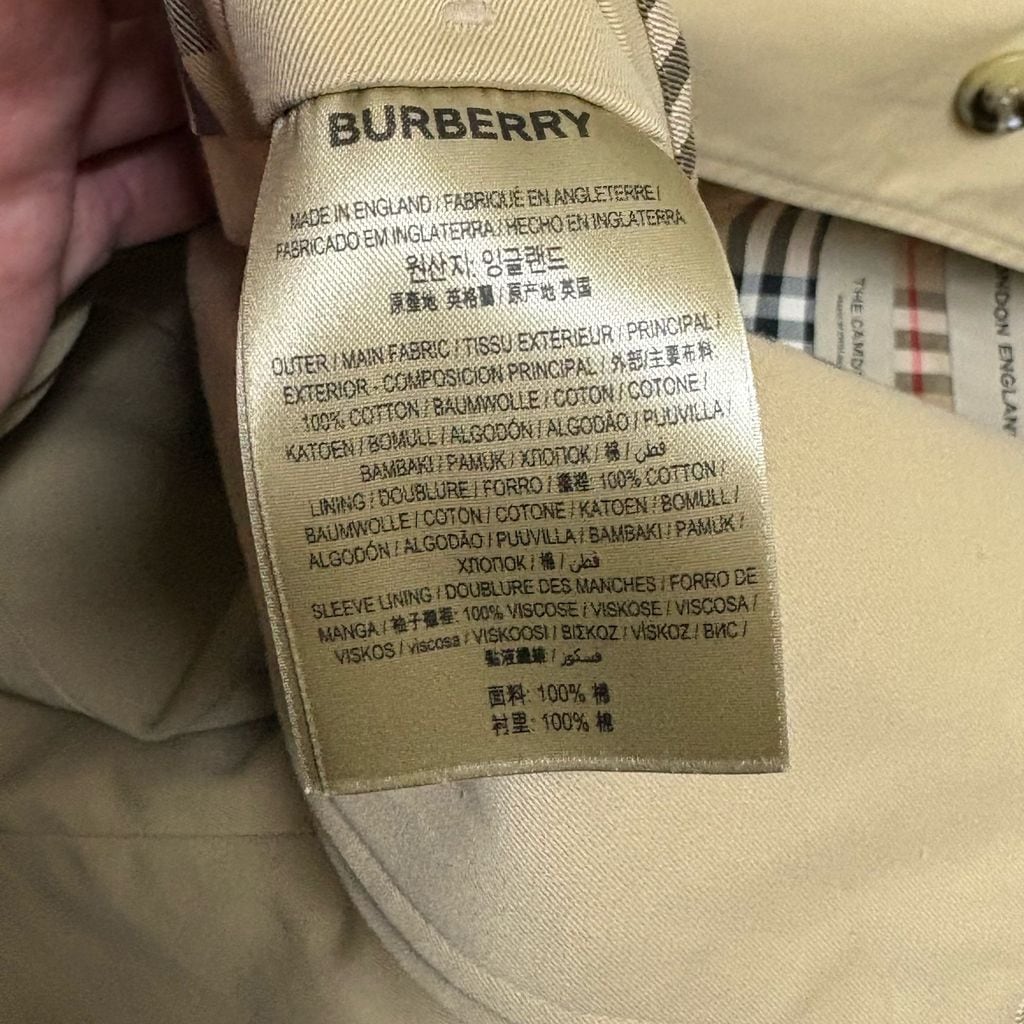 BURBERRY
MADE IN ENGLAND / FABRIQUÉ EN ANGLETERRE /
FABRICADO EM INGLATERRA / HECHO EN INGLATERRA
원산지: 잉글랜드
原產地 英格蘭 / 原产地 英国
OUTER / MAIN FABRIC / TISSU EXTÉRIEUR / PRINCIPAL /
EXTERIOR - COMPOSICION PRINCIPAL / 外部/主要布料:
100% COTTON / BAUMWOLLE / COTON / COTONE /
KATOEN / BOMULL / ALGODÓN / ALGODÃO / PUUVILLA /
BAMBAKI / PAMUK / ХЛОПОК / 棉 / قطن
LINING / DOUBLURE / FORRO / 襯裡: 100% COTTON /
BAUMWOLLE / COTON / COTONE / KATOEN / BOMULL /
ALGODÓN / ALGODÃO / PUUVILLA / BAMBAKI / PAMUK /
ХЛОПОК / 棉 / قطن
SLEEVE LINING / DOUBLURE DES MANCHES / FORRO DE
MANGA / 袖子襯裡: 100% VISCOSE / VISKOSE / VISCOSA /
VISKOS / viscosa / VISKOOSI / ΒΙΣΚΟΖ / VİSKOZ / ВИС /
黏液纖維 / فسكوز
面料: 100% 棉
衬里: 100% 棉
THE CAMD
NDON ENGLAN